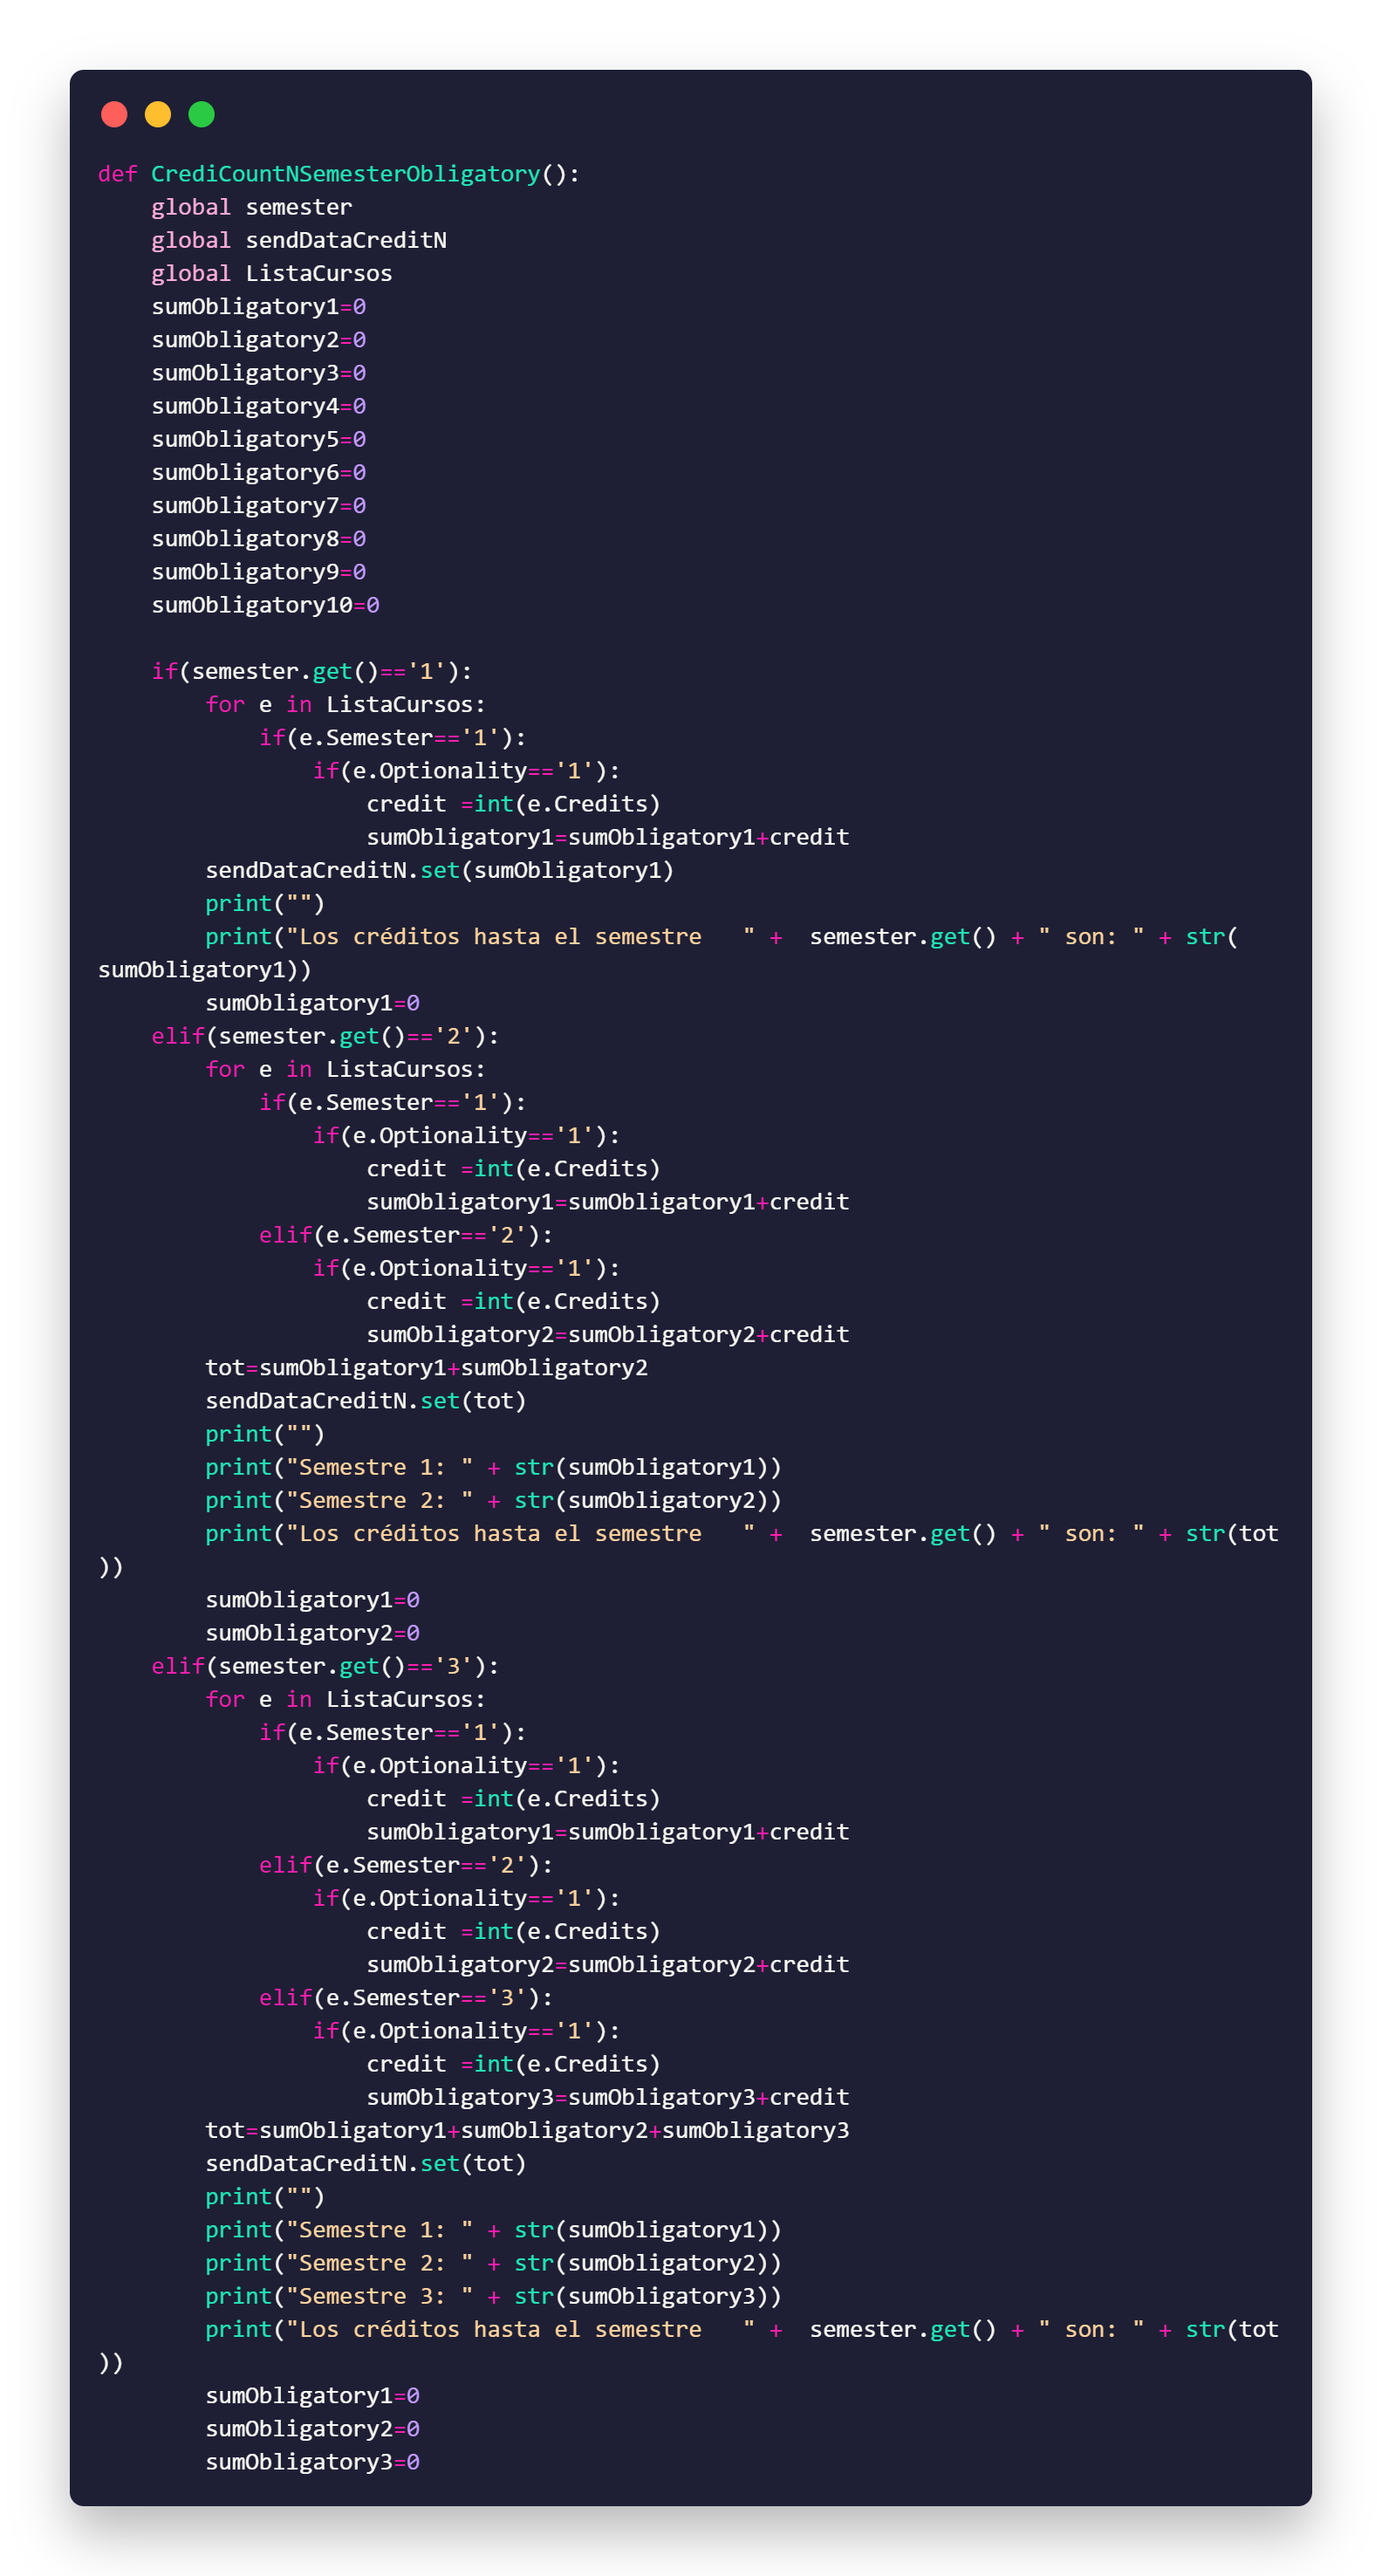 def CrediCountNSemesterObligatory():
    global semester
    global sendDataCreditN
    global ListaCursos
    sumObligatory1=0
    sumObligatory2=0
    sumObligatory3=0
    sumObligatory4=0
    sumObligatory5=0
    sumObligatory6=0
    sumObligatory7=0
    sumObligatory8=0
    sumObligatory9=0
    sumObligatory10=0

    if(semester.get()=='1'):
        for e in ListaCursos:
            if(e.Semester=='1'):
                if(e.Optionality=='1'):
                    credit =int(e.Credits)
                    sumObligatory1=sumObligatory1+credit
        sendDataCreditN.set(sumObligatory1)
        print("")
        print("Los créditos hasta el semestre   " +  semester.get() + " son: " + str(
sumObligatory1))
        sumObligatory1=0
    elif(semester.get()=='2'):
        for e in ListaCursos:
            if(e.Semester=='1'):
                if(e.Optionality=='1'):
                    credit =int(e.Credits)
                    sumObligatory1=sumObligatory1+credit
            elif(e.Semester=='2'):
                if(e.Optionality=='1'):
                    credit =int(e.Credits)
                    sumObligatory2=sumObligatory2+credit
        tot=sumObligatory1+sumObligatory2
        sendDataCreditN.set(tot)
        print("")
        print("Semestre 1: " + str(sumObligatory1))
        print("Semestre 2: " + str(sumObligatory2))
        print("Los créditos hasta el semestre   " +  semester.get() + " son: " + str(tot
))
        sumObligatory1=0
        sumObligatory2=0
    elif(semester.get()=='3'):
        for e in ListaCursos:
            if(e.Semester=='1'):
                if(e.Optionality=='1'):
                    credit =int(e.Credits)
                    sumObligatory1=sumObligatory1+credit
            elif(e.Semester=='2'):
                if(e.Optionality=='1'):
                    credit =int(e.Credits)
                    sumObligatory2=sumObligatory2+credit
            elif(e.Semester=='3'):
                if(e.Optionality=='1'):
                    credit =int(e.Credits)
                    sumObligatory3=sumObligatory3+credit
        tot=sumObligatory1+sumObligatory2+sumObligatory3
        sendDataCreditN.set(tot)
        print("")
        print("Semestre 1: " + str(sumObligatory1))
        print("Semestre 2: " + str(sumObligatory2))
        print("Semestre 3: " + str(sumObligatory3))
        print("Los créditos hasta el semestre   " +  semester.get() + " son: " + str(tot
))
        sumObligatory1=0
        sumObligatory2=0
        sumObligatory3=0